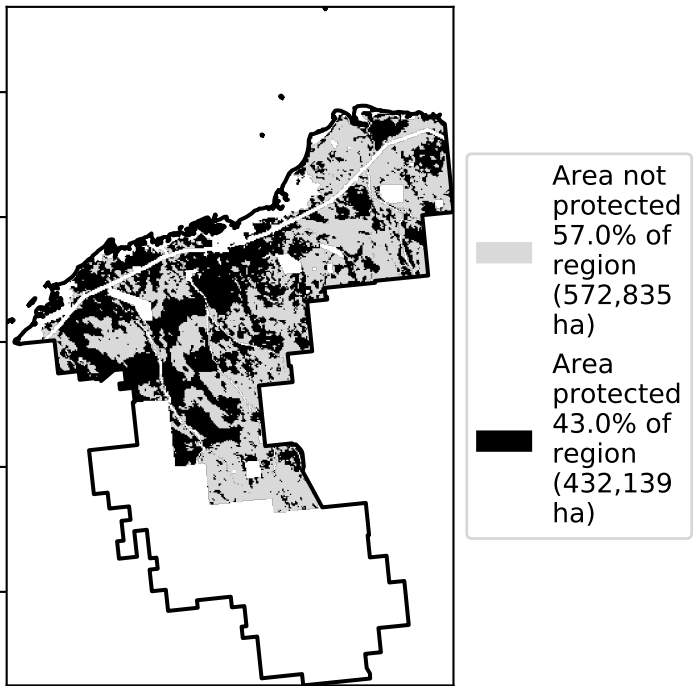 Area not
protected
57.0% of
region
(572,835
ha)
Area
protected
43.0% of
region
(432,139
ha)